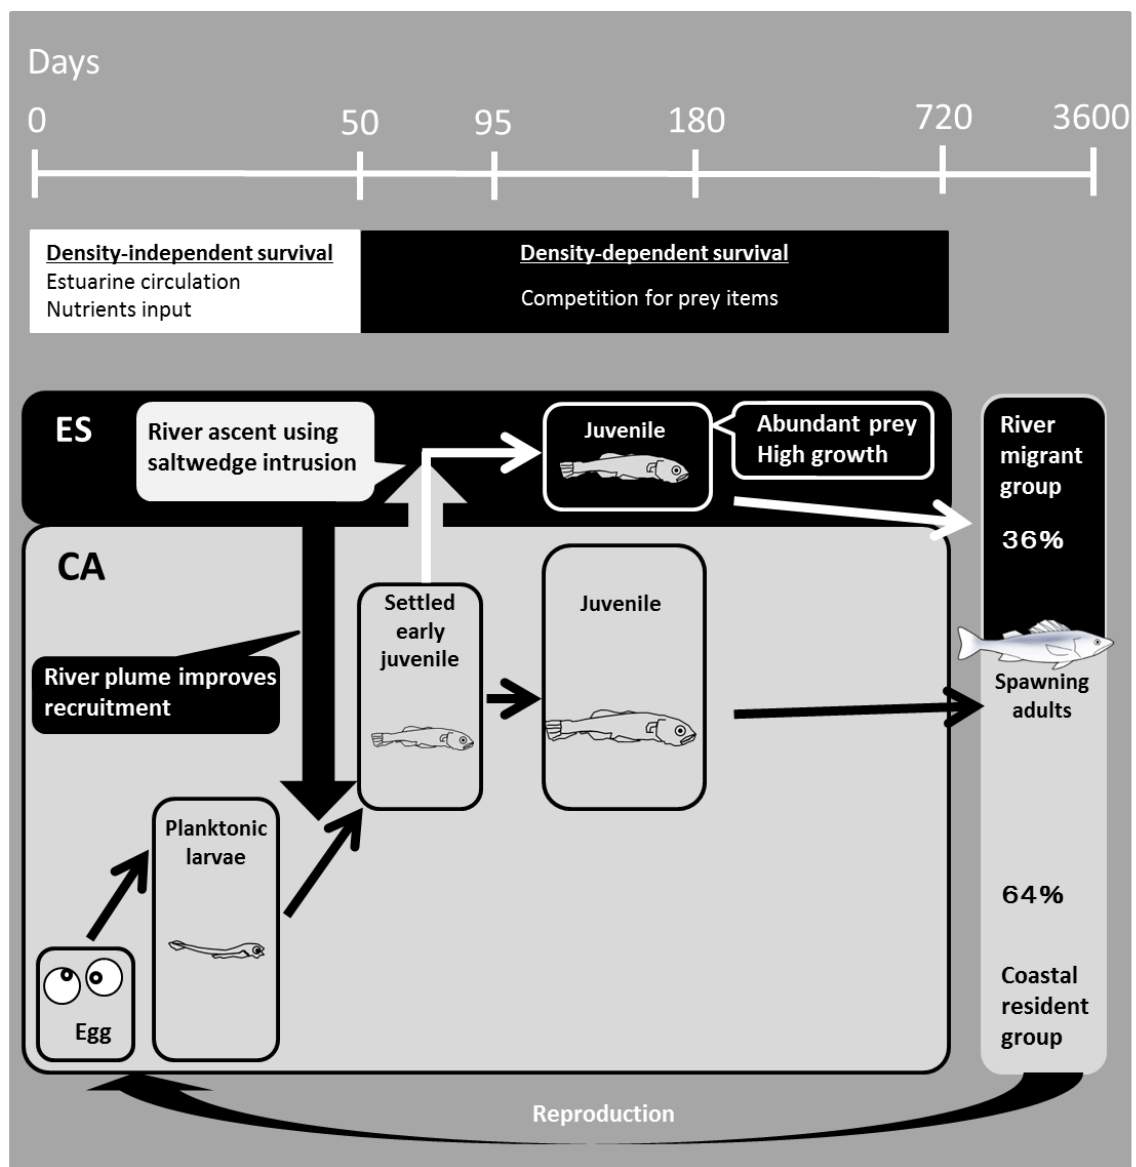 Days
0 50 95 180 720 3600
Density-independent survival
Estuarine circulation
Nutrients input
Density-dependent survival
Competition for prey items
ES
River ascent using
saltwedge intrusion
Juvenile
Abundant prey
High growth
River
migrant
group
36%
CA
Settled
early
juvenile
Juvenile
River plume improves
recruitment
Spawning
adults
Planktonic
larvae
64%
Egg
Coastal
resident
group
Reproduction